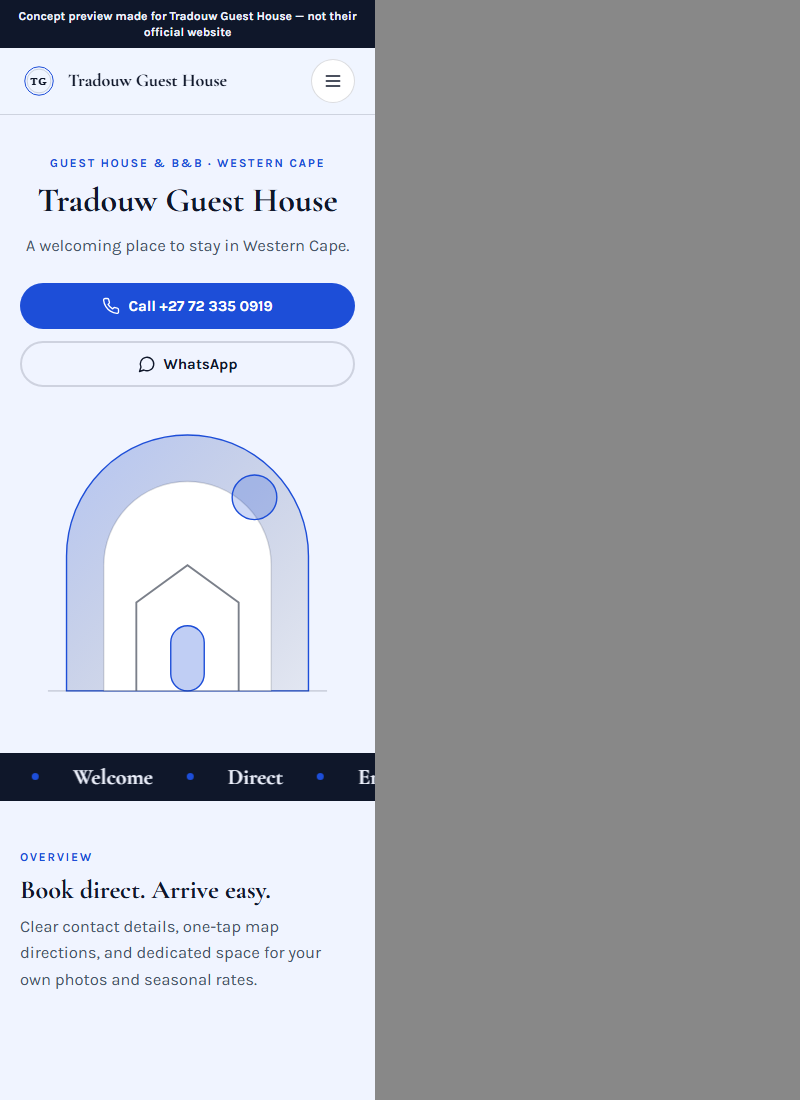 Concept preview made for Tradouw Guest House — not their
official website
TG
Tradouw Guest House
GUEST HOUSE & B&B · WESTERN CAPE
Tradouw Guest House
A welcoming place to stay in Western Cape.
Call +27 72 335 0919
WhatsApp
Welcome
Direct
OVERVIEW
Book direct. Arrive easy.
Clear contact details, one-tap map
directions, and dedicated space for your
own photos and seasonal rates.